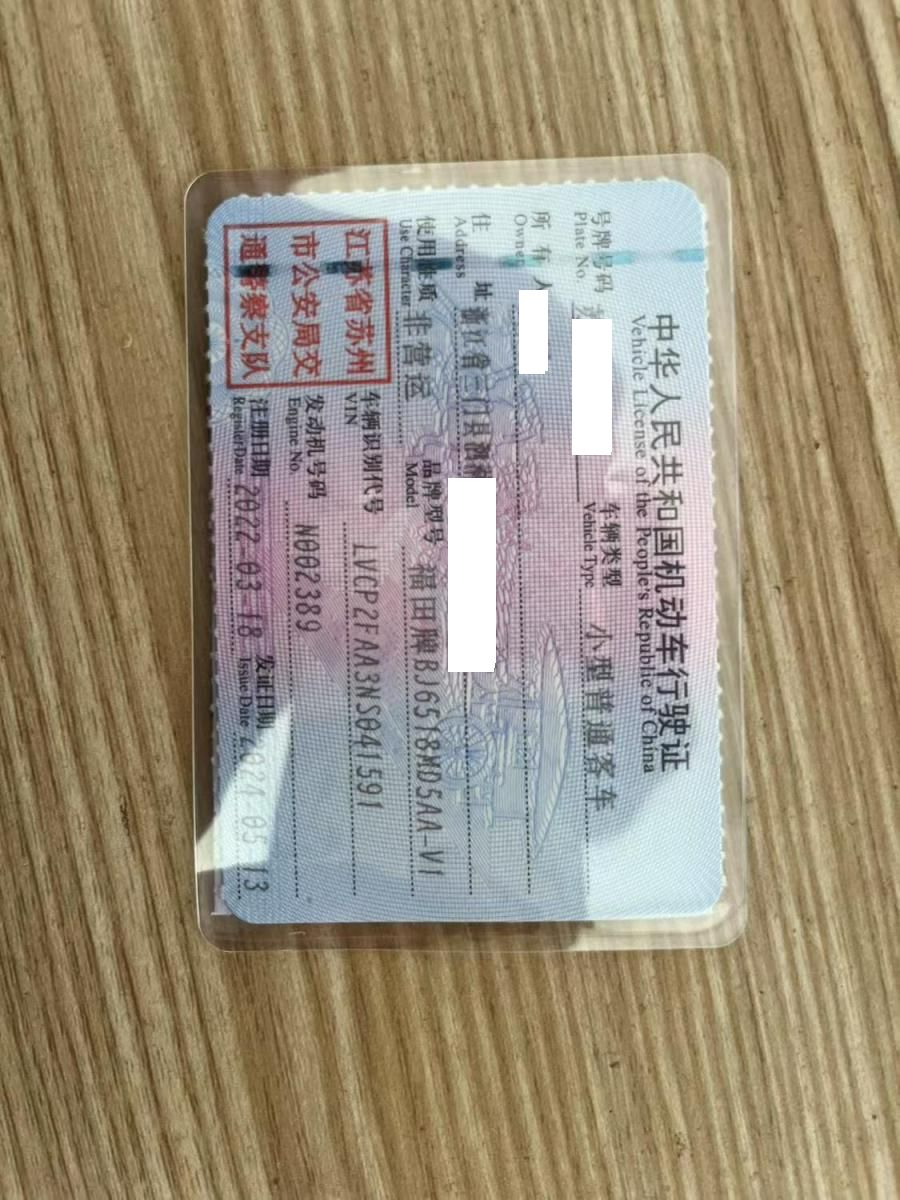 中华人民共和国机动车行驶证
Vehicle License of the People's Republic of China
号牌号码 车辆类型 小型普通客车
Plate No. Vehicle Type
所有人
Owner
住址 浙江省三门县
Address
使用性质 非营运 品牌型号 福田牌BJ6518MD5AA-V1
Use Character Model
江苏省苏州
市公安局交
通警察支队
车辆识别代号 LVCP2FAA3NS041591
VIN
发动机号码 N002389
Engine No.
注册日期 2022-03-18 发证日期 2024-05-13
Register Date Issue Date